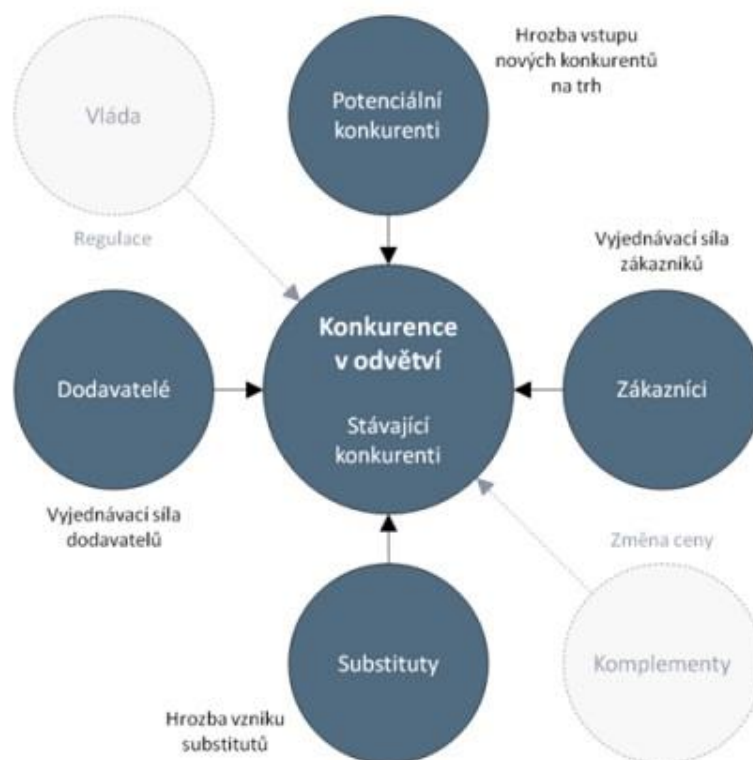 Hrozba vstupu
nových konkurentů
na trh
Potenciální
konkurenti
Vláda
Regulace
Vyjednávací síla
zákazníků
Konkurence
v odvětví
Stávající
konkurenti
Dodavatelé
Zákazníci
Vyjednávací síla
dodavatelů
Změna ceny
Substituty
Komplementy
Hrozba vzniku
substitutů